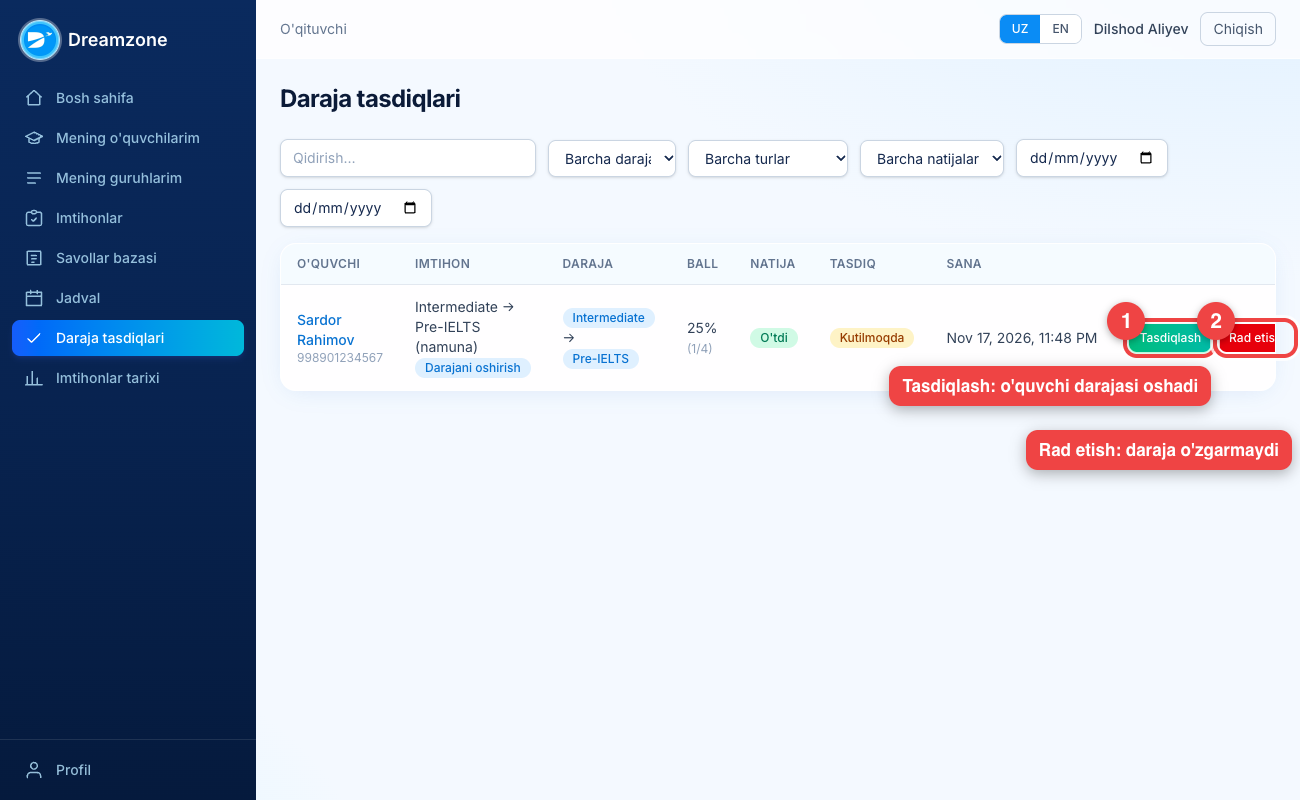 Dreamzone
Bosh sahifa
Mening o'quvchilarim
Mening guruhlarim
Imtihonlar
Savollar bazasi
Jadval
Daraja tasdiqlari
Imtihonlar tarixi
Profil
O'qituvchi
UZ EN Dilshod Aliyev Chiqish
Daraja tasdiqlari
Qidirish... Barcha daraja Barcha turlar Barcha natijalar dd/mm/yyyy
dd/mm/yyyy
O'QUVCHI IMTIHON DARAJA BALL NATIJA TASDIQ SANA
Sardor
Rahimov
998901234567
Intermediate →
Pre-IELTS
(namuna)
Darajani oshirish
Intermediate
→
Pre-IELTS
25%
(1/4)
O'tdi
Kutilmoqda
Nov 17, 2026, 11:48 PM
1 2
Tasdiqlash Rad etis
Tasdiqlash: o'quvchi darajasi oshadi
Rad etish: daraja o'zgarmaydi